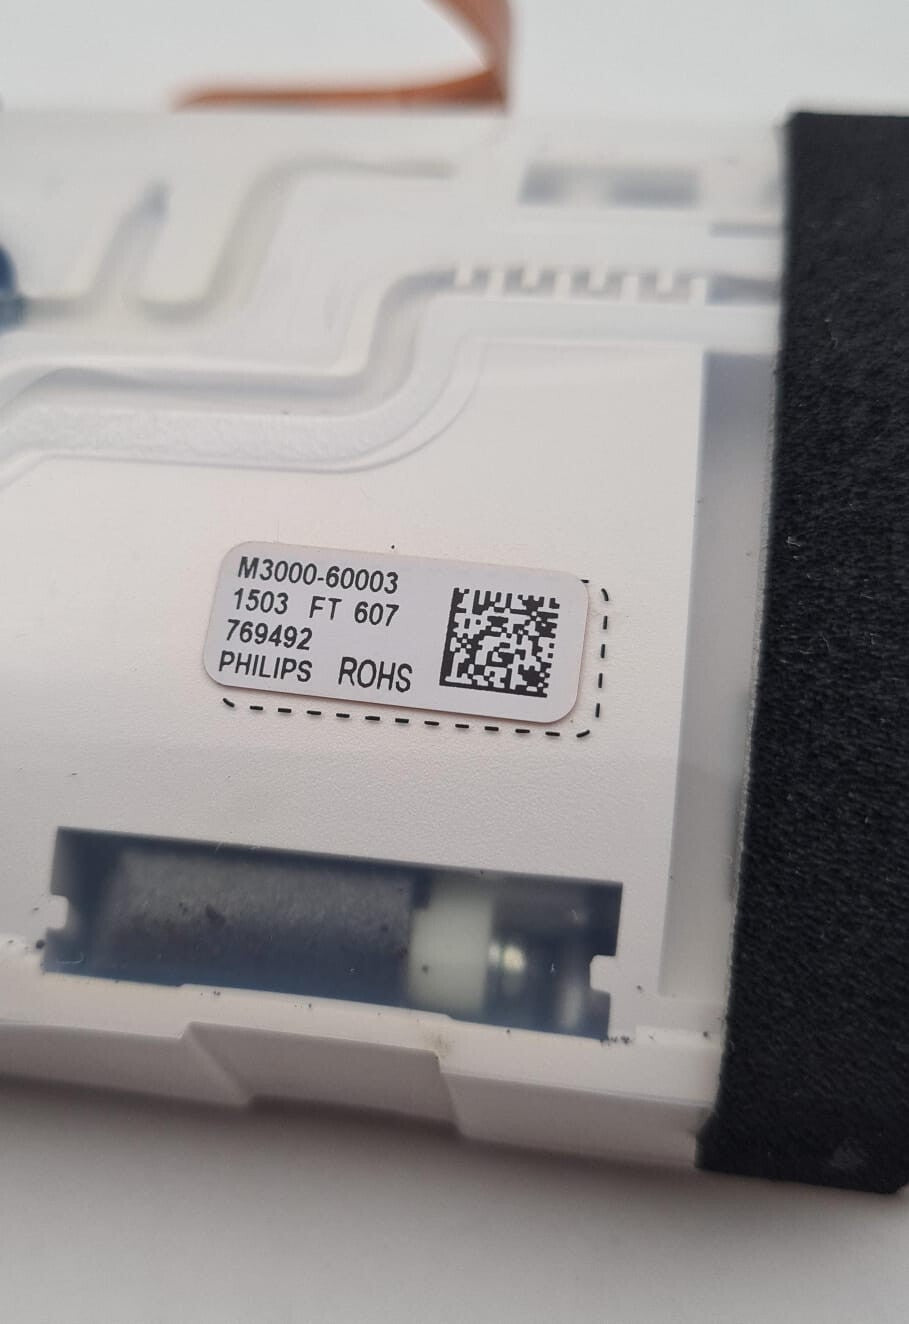 M3000-60003
1503 FT 607
769492
PHILIPS ROHS